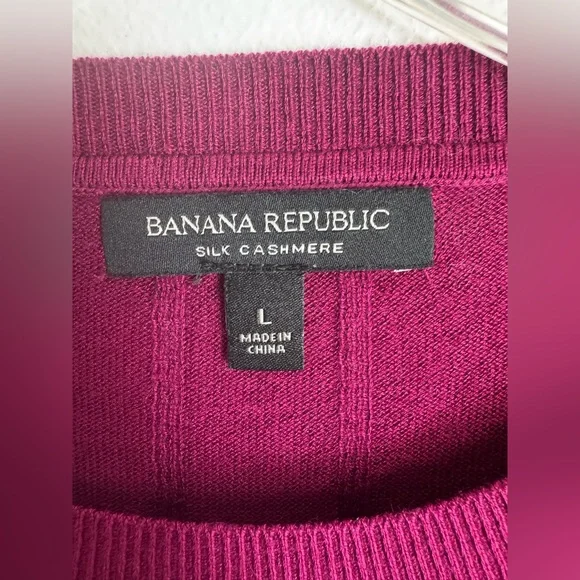 BANANA REPUBLIC
SILK CASHMERE
L
MADE IN
CHINA